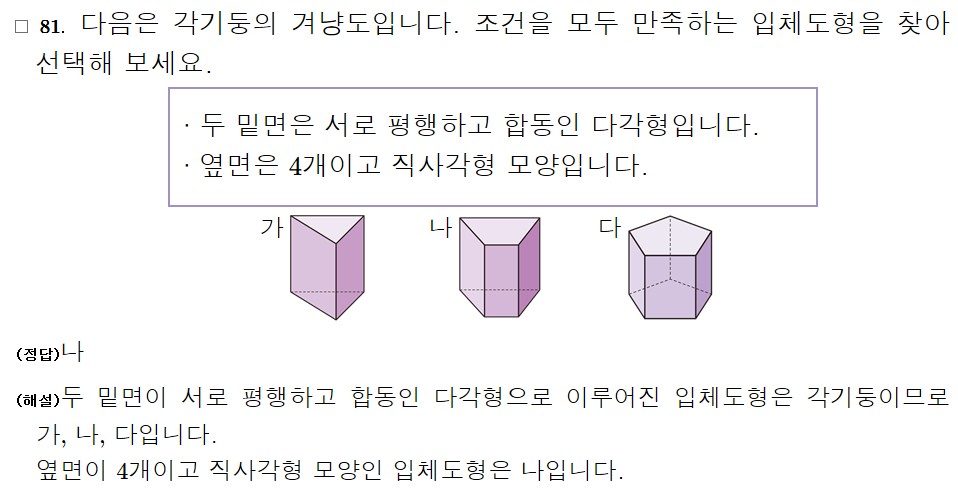 □ 81. 다음은 각기둥의 겨냥도입니다. 조건을 모두 만족하는 입체도형을 찾아
선택해 보세요.
· 두 밑면은 서로 평행하고 합동인 다각형입니다.
· 옆면은 4개이고 직사각형 모양입니다.
가 나 다
(정답)나
(해설)두 밑면이 서로 평행하고 합동인 다각형으로 이루어진 입체도형은 각기둥이므로
가, 나, 다입니다.
옆면이 4개이고 직사각형 모양인 입체도형은 나입니다.